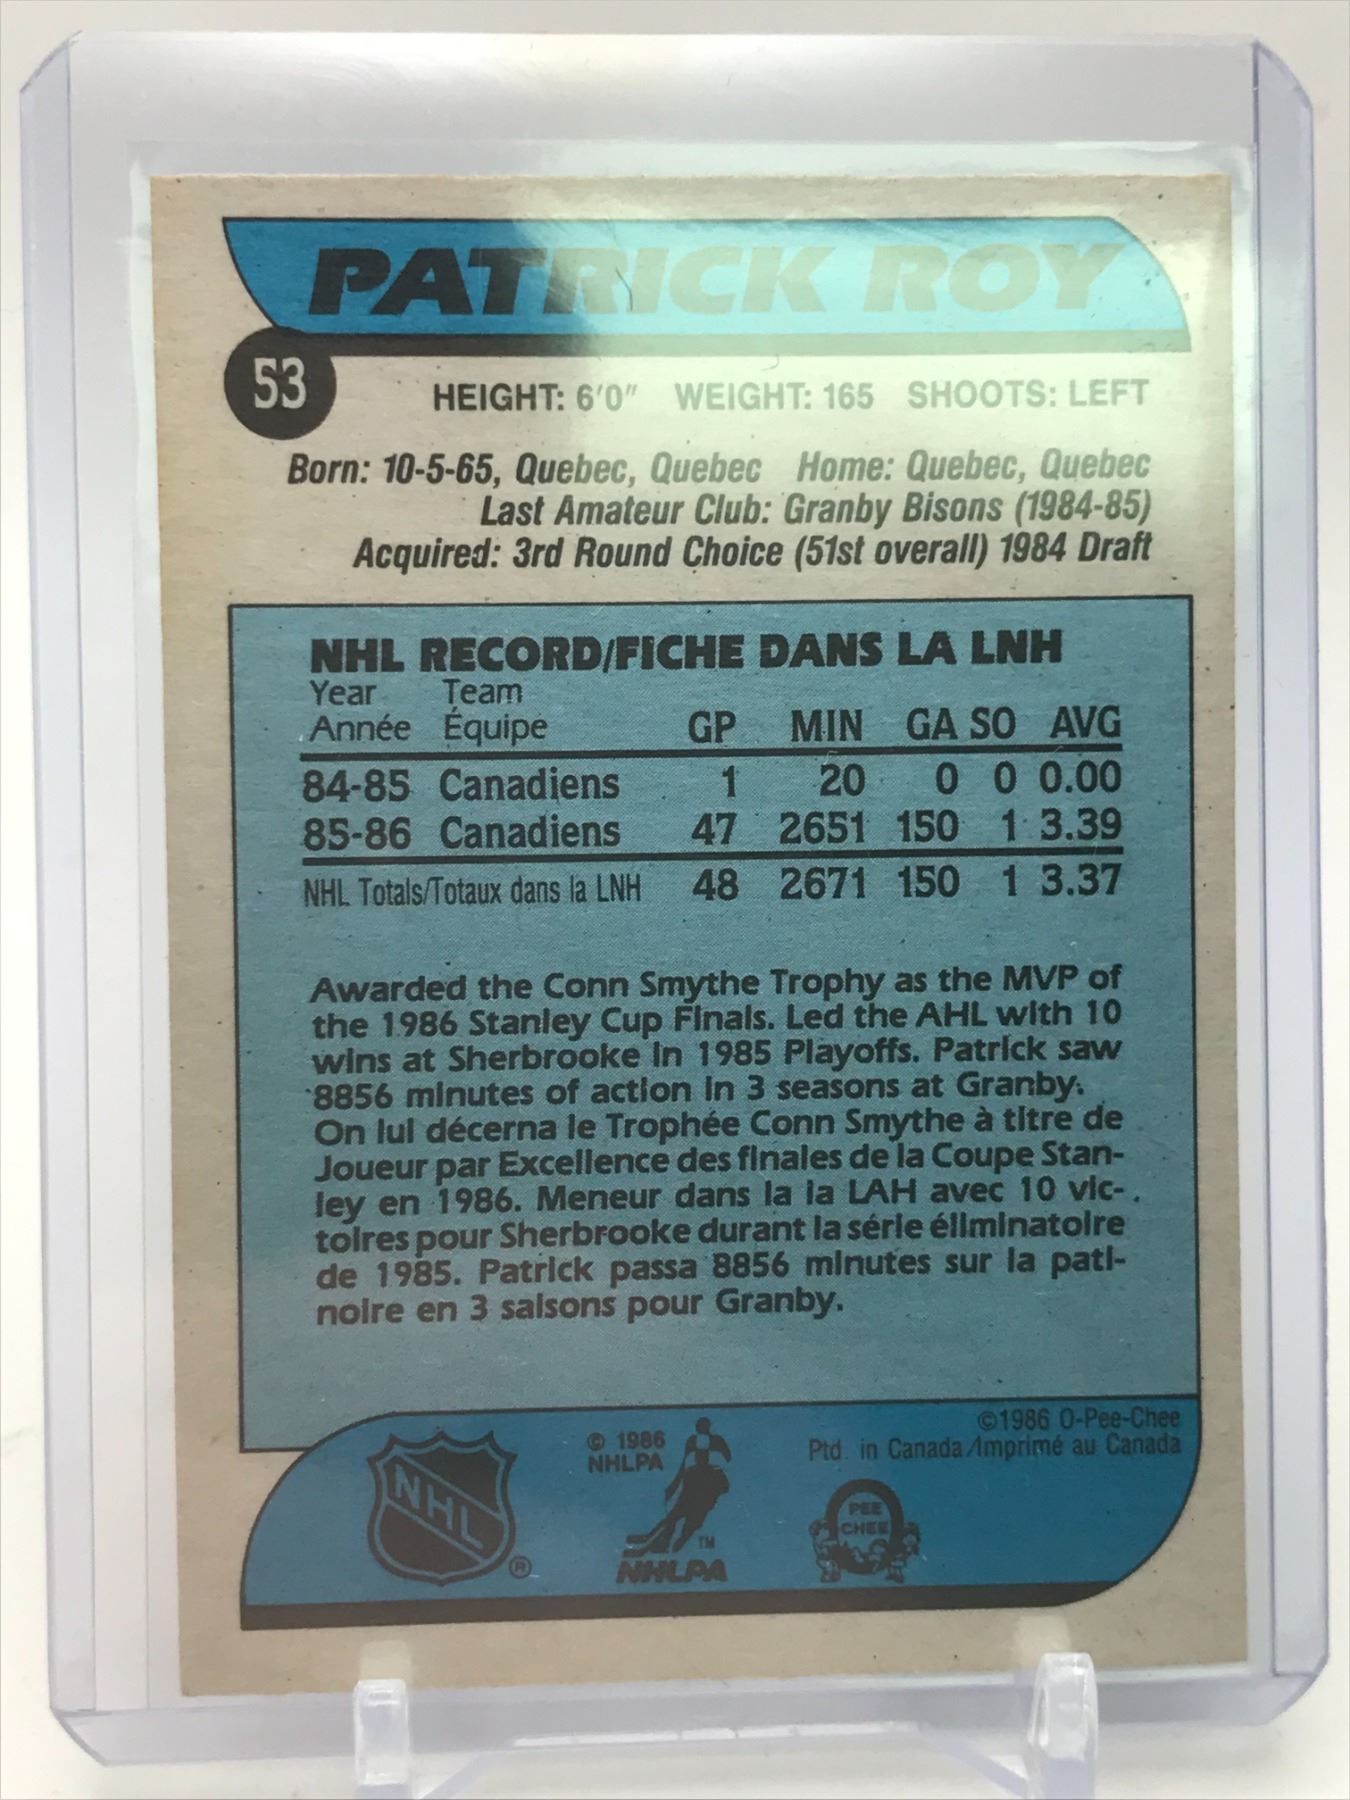 PATRICK ROY
53
HEIGHT: 6'0" WEIGHT: 165 SHOOTS: LEFT
Born: 10-5-65, Quebec, Quebec Home: Quebec, Quebec
Last Amateur Club: Granby Bisons (1984-85)
Acquired: 3rd Round Choice (51st overall) 1984 Draft
NHL RECORD/FICHE DANS LA LNH
Year Team
Année Équipe GP MIN GA SO AVG
84-85 Canadiens 1 20 0 0 0.00
85-86 Canadiens 47 2651 150 1 3.39
NHL Totals/Totaux dans la LNH 48 2671 150 1 3.37
Awarded the Conn Smythe Trophy as the MVP of
the 1986 Stanley Cup Finals. Led the AHL with 10
wins at Sherbrooke in 1985 Playoffs. Patrick saw
8856 minutes of action in 3 seasons at Granby.
On lui décerna le Trophée Conn Smythe à titre de
Joueur par Excellence des finales de la Coupe Stan-
ley en 1986. Meneur dans la la LAH avec 10 vic-
toires pour Sherbrooke durant la série éliminatoire
de 1985. Patrick passa 8856 minutes sur la pati-
noire en 3 saisons pour Granby.
©1986 O-Pee-Chee
Ptd. in Canada/Imprimé au Canada
NHL
®
© 1986
NHLPA
TM
NHLPA
PEE
CHEE